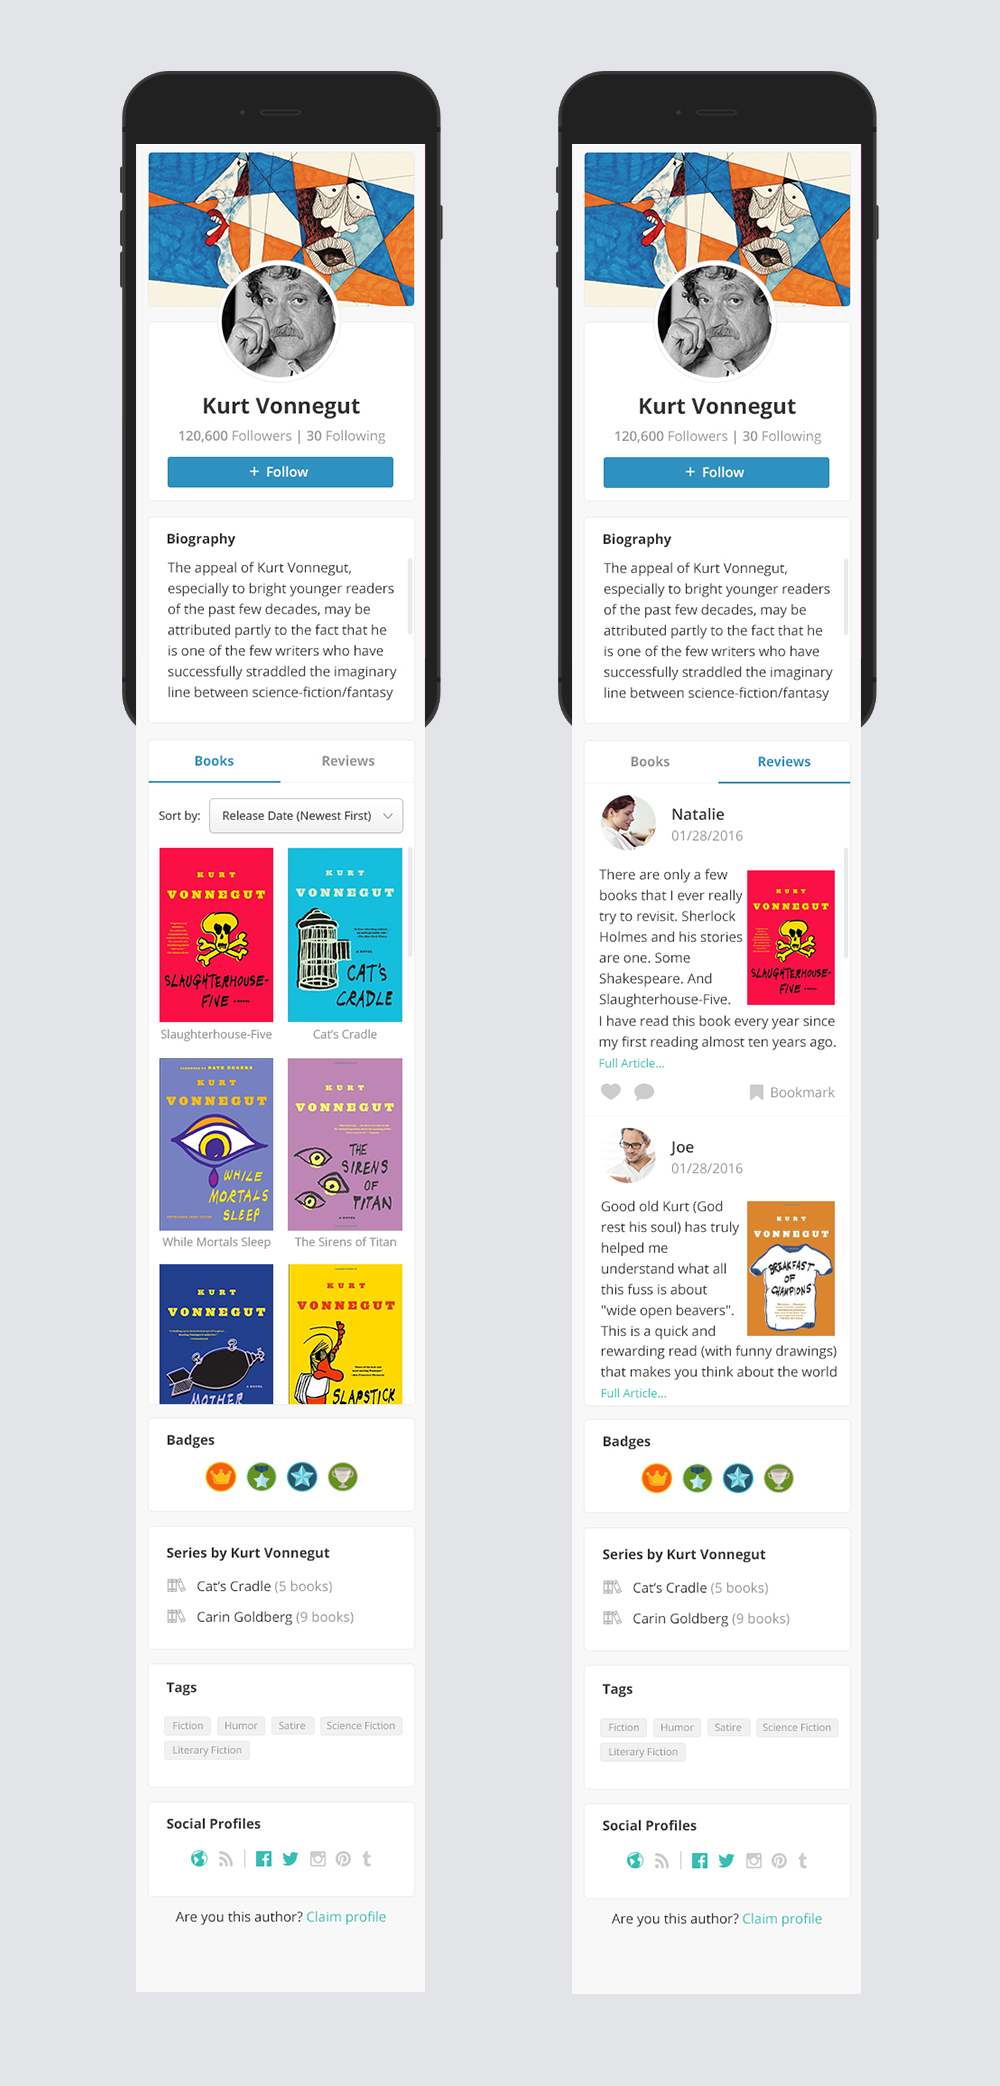 Kurt Vonnegut
120,600 Followers | 30 Following
+ Follow
Biography
The appeal of Kurt Vonnegut,
especially to bright younger readers
of the past few decades, may be
attributed partly to the fact that he
is one of the few writers who have
successfully straddled the imaginary
line between science-fiction/fantasy
Books Reviews
Sort by: Release Date (Newest First)
KURT
VONNEGUT
SLAUGHTERHOUSE-
FIVE
Slaughterhouse-Five
KURT
VONNEGUT
A NOVEL
CAT'S
CRADLE
Cat's Cradle
KURT
VONNEGUT
WHILE
MORTALS
SLEEP
While Mortals Sleep
KURT
VONNEGUT
THE
SIRENS
OF
TITAN
A NOVEL
The Sirens of Titan
KURT
VONNEGUT
A NOVEL
MOTHER
KURT
VONNEGUT
SLAPSTICK
Badges
Series by Kurt Vonnegut
Cat's Cradle (5 books)
Carin Goldberg (9 books)
Tags
Fiction Humor Satire Science Fiction
Literary Fiction
Social Profiles
Are you this author? Claim profile
Kurt Vonnegut
120,600 Followers | 30 Following
+ Follow
Biography
The appeal of Kurt Vonnegut,
especially to bright younger readers
of the past few decades, may be
attributed partly to the fact that he
is one of the few writers who have
successfully straddled the imaginary
line between science-fiction/fantasy
Books Reviews
Natalie
01/28/2016
There are only a few
books that I ever really
try to revisit. Sherlock
Holmes and his stories
are one. Some
Shakespeare. And
Slaughterhouse-Five.
I have read this book every year since
my first reading almost ten years ago.
Full Article...
KURT
VONNEGUT
SLAUGHTERHOUSE-
FIVE
Bookmark
Joe
01/28/2016
Good old Kurt (God
rest his soul) has truly
helped me
understand what all
this fuss is about
"wide open beavers".
This is a quick and
rewarding read (with funny drawings)
that makes you think about the world
Full Article...
KURT
VONNEGUT
BREAKFAST
OF
CHAMPIONS
Badges
Series by Kurt Vonnegut
Cat's Cradle (5 books)
Carin Goldberg (9 books)
Tags
Fiction Humor Satire Science Fiction
Literary Fiction
Social Profiles
Are you this author? Claim profile